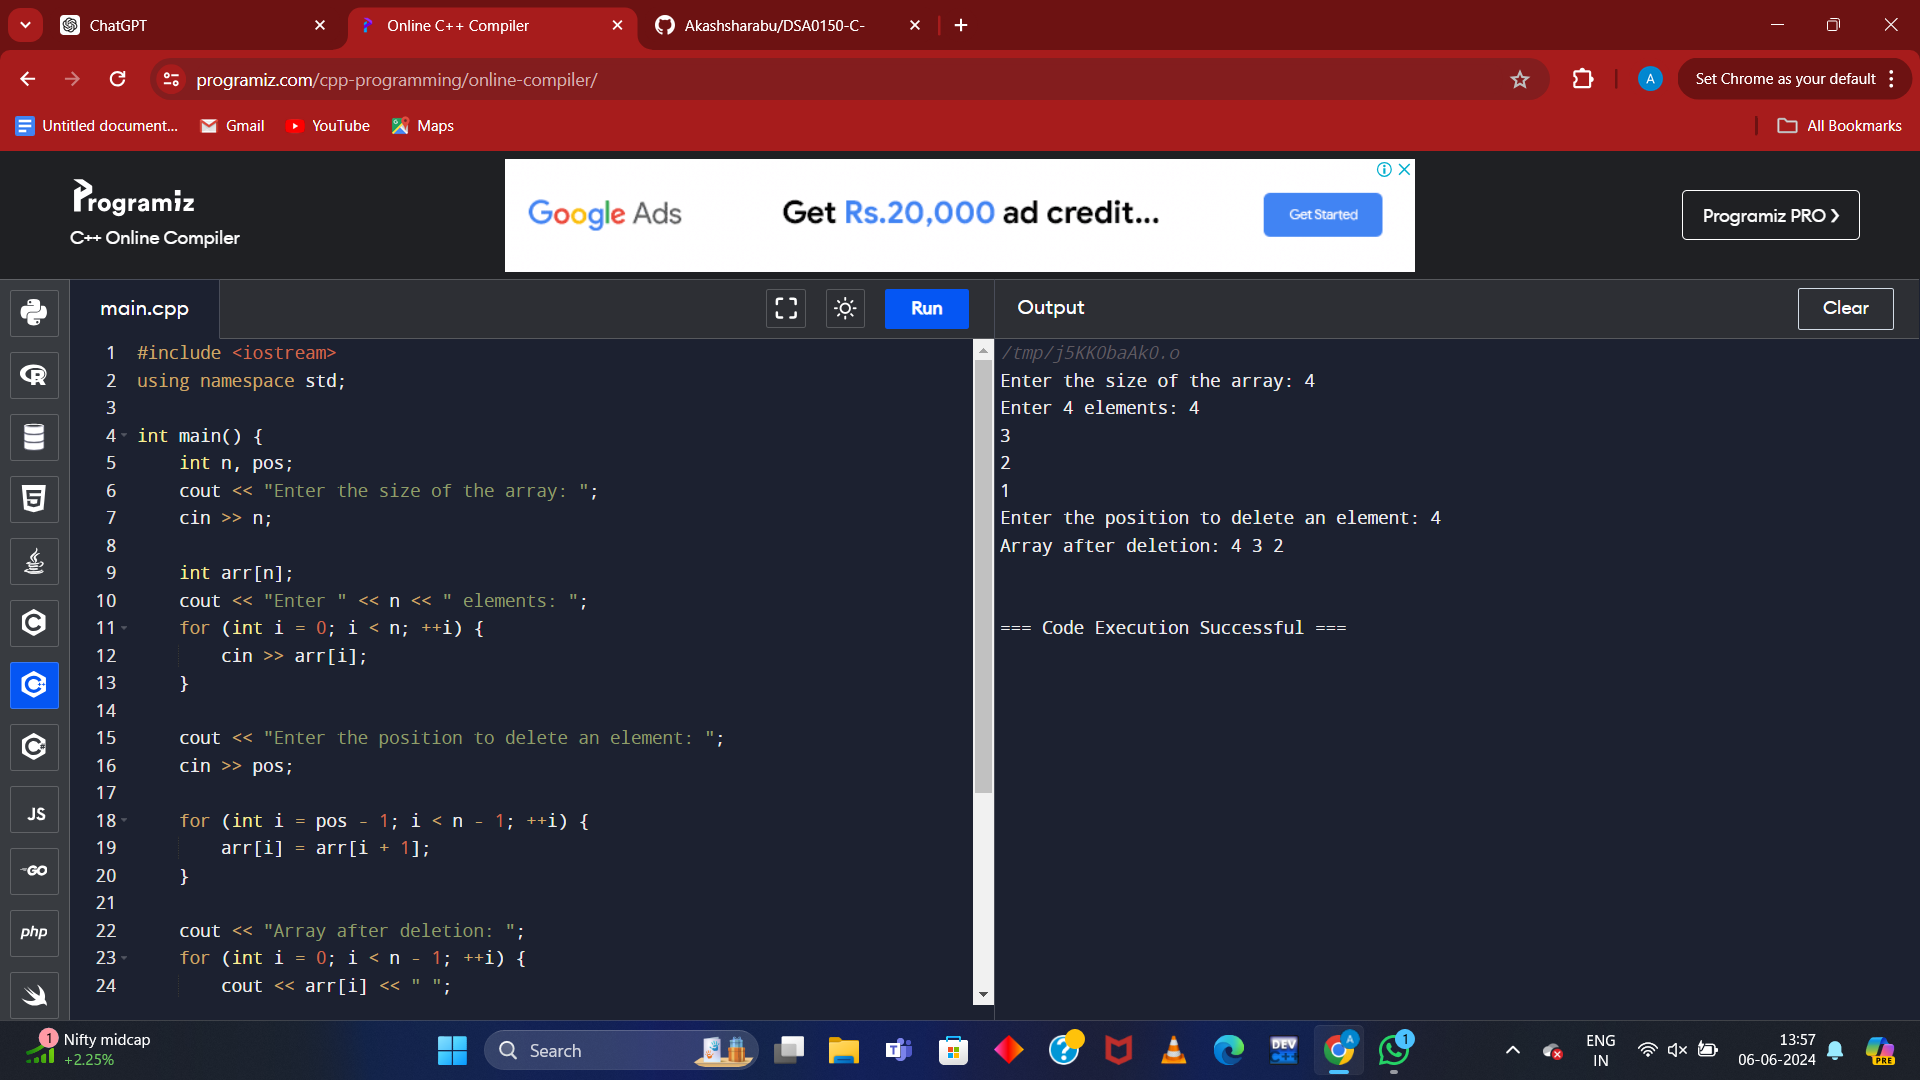 ChatGPT
Online C++ Compiler
Akashsharabu/DSA0150-C-
programiz.com/cpp-programming/online-compiler/
A
Set Chrome as your default
Untitled document...
Gmail
YouTube
Maps
All Bookmarks
Programiz
C++ Online Compiler
Google Ads
Get Rs.20,000 ad credit...
Get Started
Programiz PRO
main.cpp
Run
Output
Clear
1 #include <iostream>
2 using namespace std;
3
4 int main() {
5 int n, pos;
6 cout << "Enter the size of the array: ";
7 cin >> n;
8
9 int arr[n];
10 cout << "Enter " << n << " elements: ";
11 for (int i = 0; i < n; ++i) {
12 cin >> arr[i];
13 }
14
15 cout << "Enter the position to delete an element: ";
16 cin >> pos;
17
18 for (int i = pos - 1; i < n - 1; ++i) {
19 arr[i] = arr[i + 1];
20 }
21
22 cout << "Array after deletion: ";
23 for (int i = 0; i < n - 1; ++i) {
24 cout << arr[i] << " ";
/tmp/j5KKObaAkO.o
Enter the size of the array: 4
Enter 4 elements: 4
3
2
1
Enter the position to delete an element: 4
Array after deletion: 4 3 2
=== Code Execution Successful ===
R
5
C
C
C
JS
GO
php
1
Nifty midcap
+2.25%
Search
T
?
DEV
C++
A
1
ENG
IN
13:57
06-06-2024
PRE